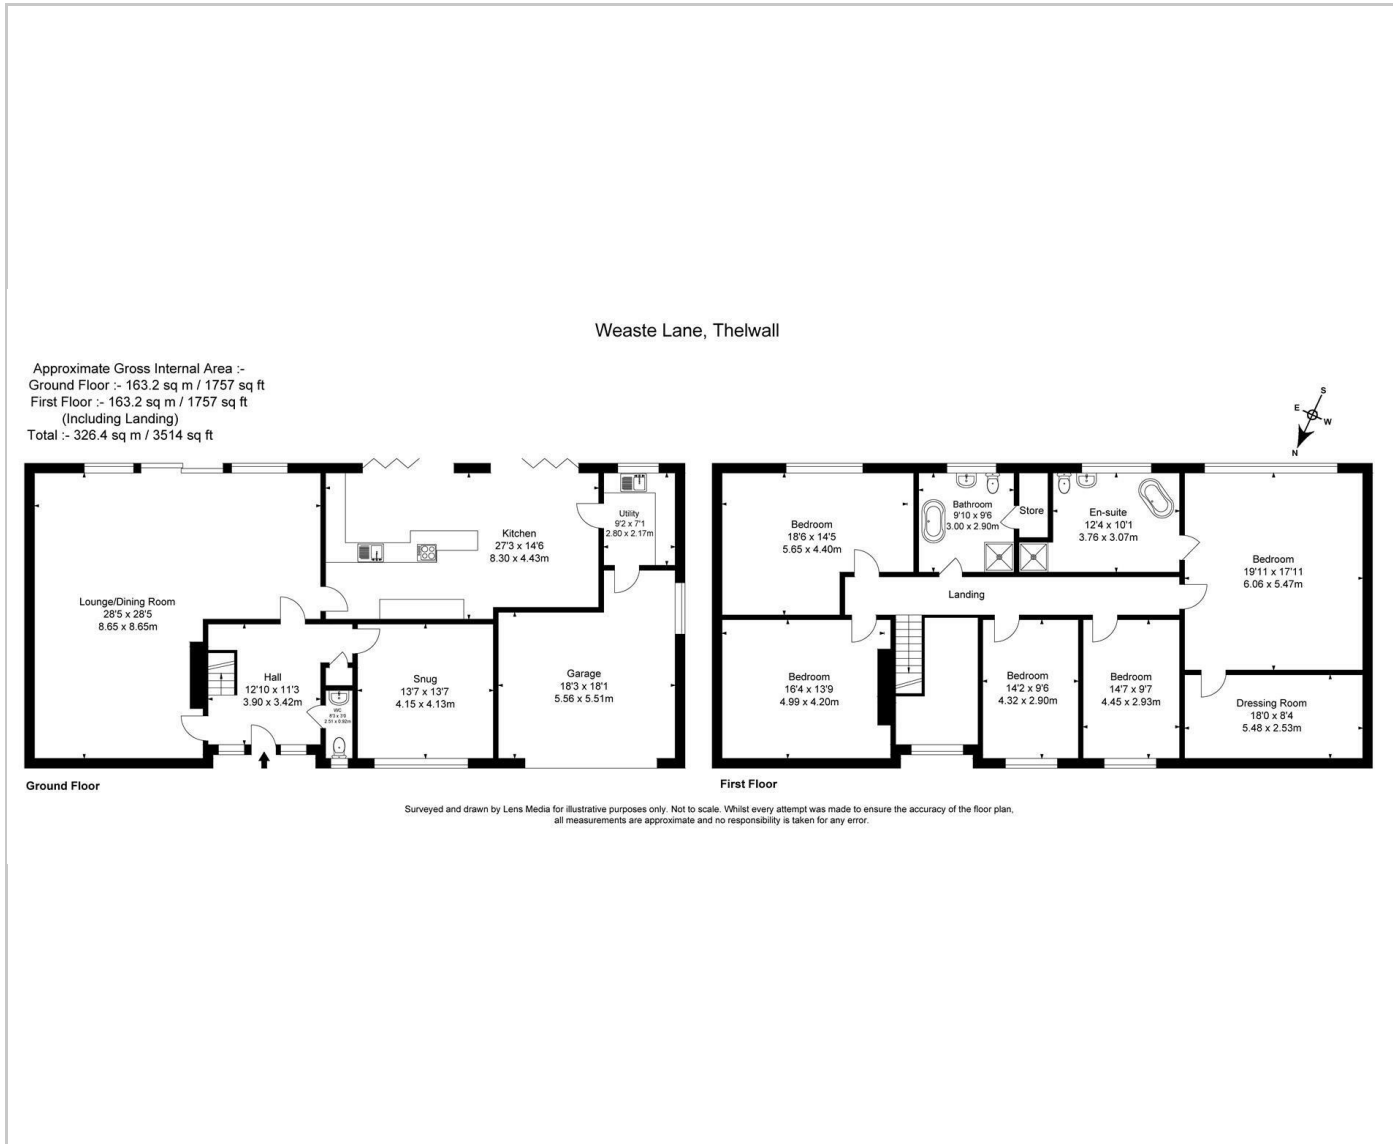 Weaste Lane, Thelwall
Approximate Gross Internal Area :-
Ground Floor :- 163.2 sq m / 1757 sq ft
First Floor :- 163.2 sq m / 1757 sq ft
(Including Landing)
Total :- 326.4 sq m / 3514 sq ft
S
E
W
N
Kitchen
27'3 x 14'6
8.30 x 4.43m
Utility
9'2 x 7'1
2.80 x 2.17m
Lounge/Dining Room
28'5 x 28'5
8.65 x 8.65m
Hall
12'10 x 11'3
3.90 x 3.42m
WC
Snug
13'7 x 13'7
4.15 x 4.13m
Garage
18'3 x 18'1
5.56 x 5.51m
Ground Floor
Bedroom
18'6 x 14'5
5.65 x 4.40m
Bathroom
9'10 x 9'6
3.00 x 2.90m
Store
En-suite
12'4 x 10'1
3.76 x 3.07m
Bedroom
19'11 x 17'11
6.06 x 5.47m
Landing
Bedroom
16'4 x 13'9
4.99 x 4.20m
Bedroom
14'2 x 9'6
4.32 x 2.90m
Bedroom
14'7 x 9'7
4.45 x 2.93m
Dressing Room
18'0 x 8'4
5.48 x 2.53m
First Floor
Surveyed and drawn by Lens Media for illustrative purposes only. Not to scale. Whilst every attempt was made to ensure the accuracy of the floor plan,
all measurements are approximate and no responsibility is taken for any error.